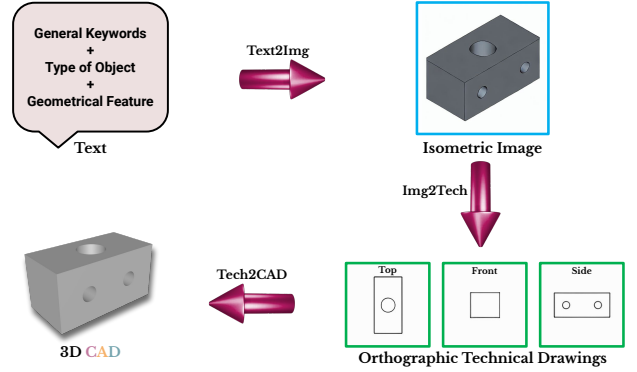 General Keywords
+
Type of Object
+
Geometrical Feature
Text
Text2Img
Isometric Image
Img2Tech
Top
Front
Side
Orthographic Technical Drawings
Tech2CAD
3D CAD